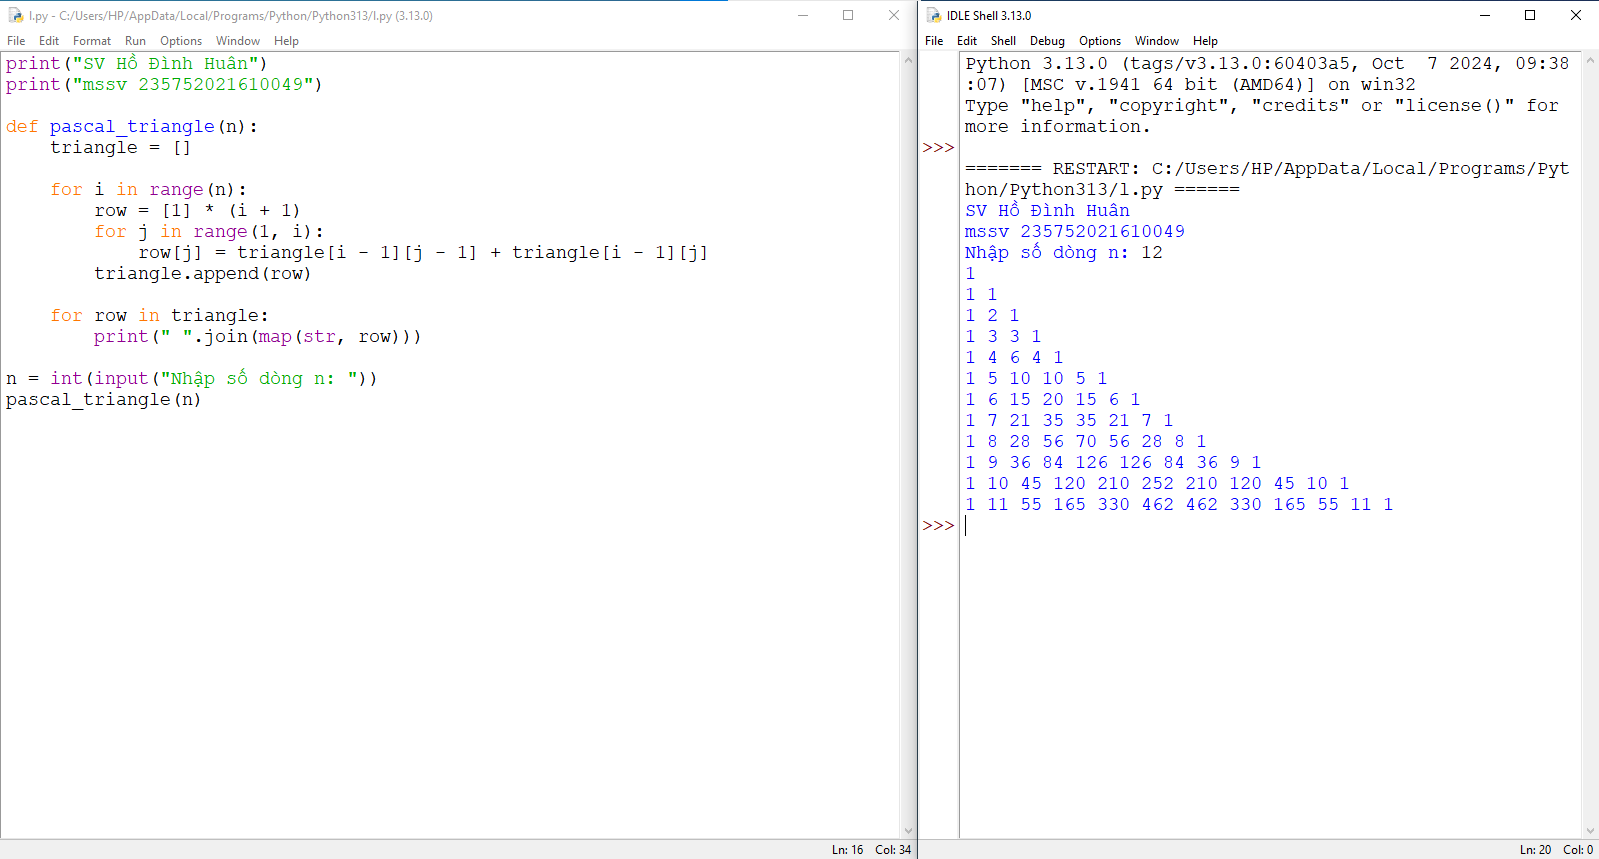 l.py - C:/Users/HP/AppData/Local/Programs/Python/Python313/l.py (3.13.0)
File Edit Format Run Options Window Help
print("SV Hồ Đình Huân")
print("mssv 235752021610049")
def pascal_triangle(n):
    triangle = []
    for i in range(n):
        row = [1] * (i + 1)
        for j in range(1, i):
            row[j] = triangle[i - 1][j - 1] + triangle[i - 1][j]
        triangle.append(row)
    for row in triangle:
        print(" ".join(map(str, row)))
n = int(input("Nhập số dòng n: "))
pascal_triangle(n)
Ln: 16 Col: 34
IDLE Shell 3.13.0
File Edit Shell Debug Options Window Help
Python 3.13.0 (tags/v3.13.0:60403a5, Oct  7 2024, 09:38
:07) [MSC v.1941 64 bit (AMD64)] on win32
Type "help", "copyright", "credits" or "license()" for
more information.
>>>
======= RESTART: C:/Users/HP/AppData/Local/Programs/Pyt
hon/Python313/l.py ======
SV Hồ Đình Huân
mssv 235752021610049
Nhập số dòng n: 12
1
1 1
1 2 1
1 3 3 1
1 4 6 4 1
1 5 10 10 5 1
1 6 15 20 15 6 1
1 7 21 35 35 21 7 1
1 8 28 56 70 56 28 8 1
1 9 36 84 126 126 84 36 9 1
1 10 45 120 210 252 210 120 45 10 1
1 11 55 165 330 462 462 330 165 55 11 1
>>>
Ln: 20 Col: 0